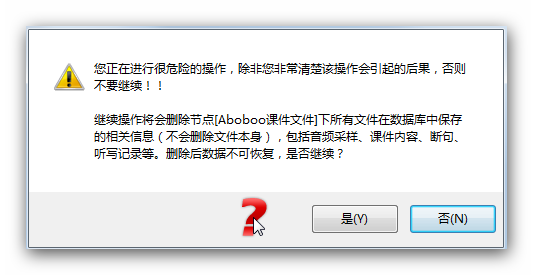 您正在进行很危险的操作，除非您非常清楚该操作会引起的后果，否则
不要继续！！
继续操作将会删除节点[Aboboo课件文件]下所有文件在数据库中保存
的相关信息（不会删除文件本身），包括音频采样、课件内容、断句、
听写记录等。删除后数据不可恢复，是否继续？
是(Y)
否(N)